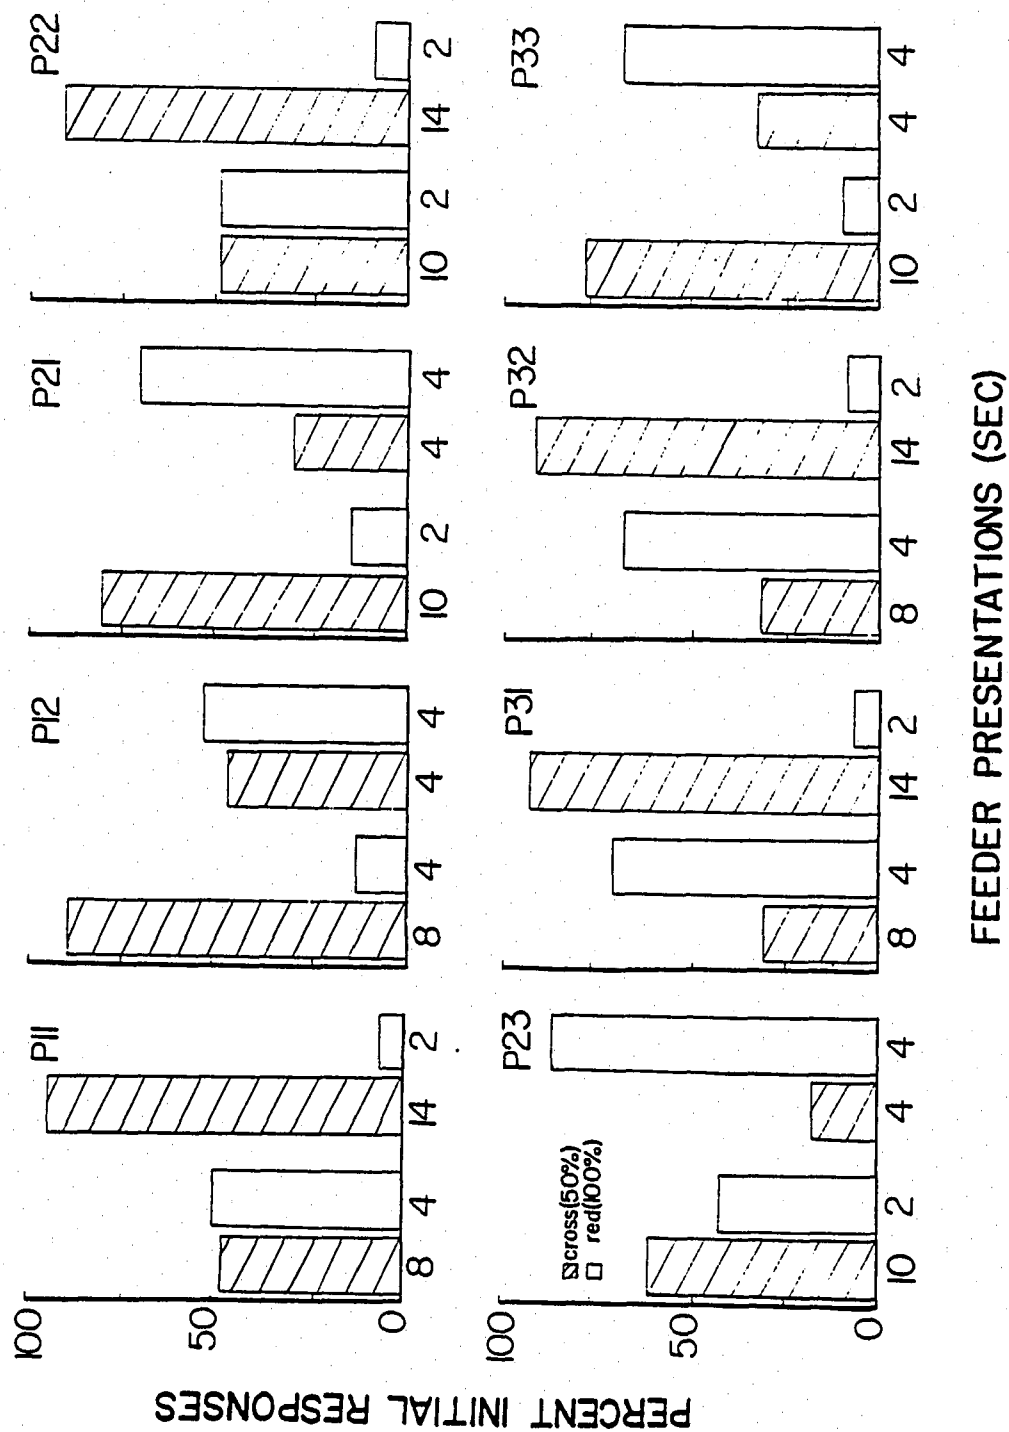 PERCENT INITIAL RESPONSES
100
50
0
P11
8 4 14 2
P12
8 4 4 4
P21
10 2 4 4
P22
10 2 14 2
100
50
0
cross(50%)
red(100%)
P23
10 2 4 4
P31
8 4 14 2
P32
8 4 14 2
P33
10 2 4 4
FEEDER PRESENTATIONS (SEC)